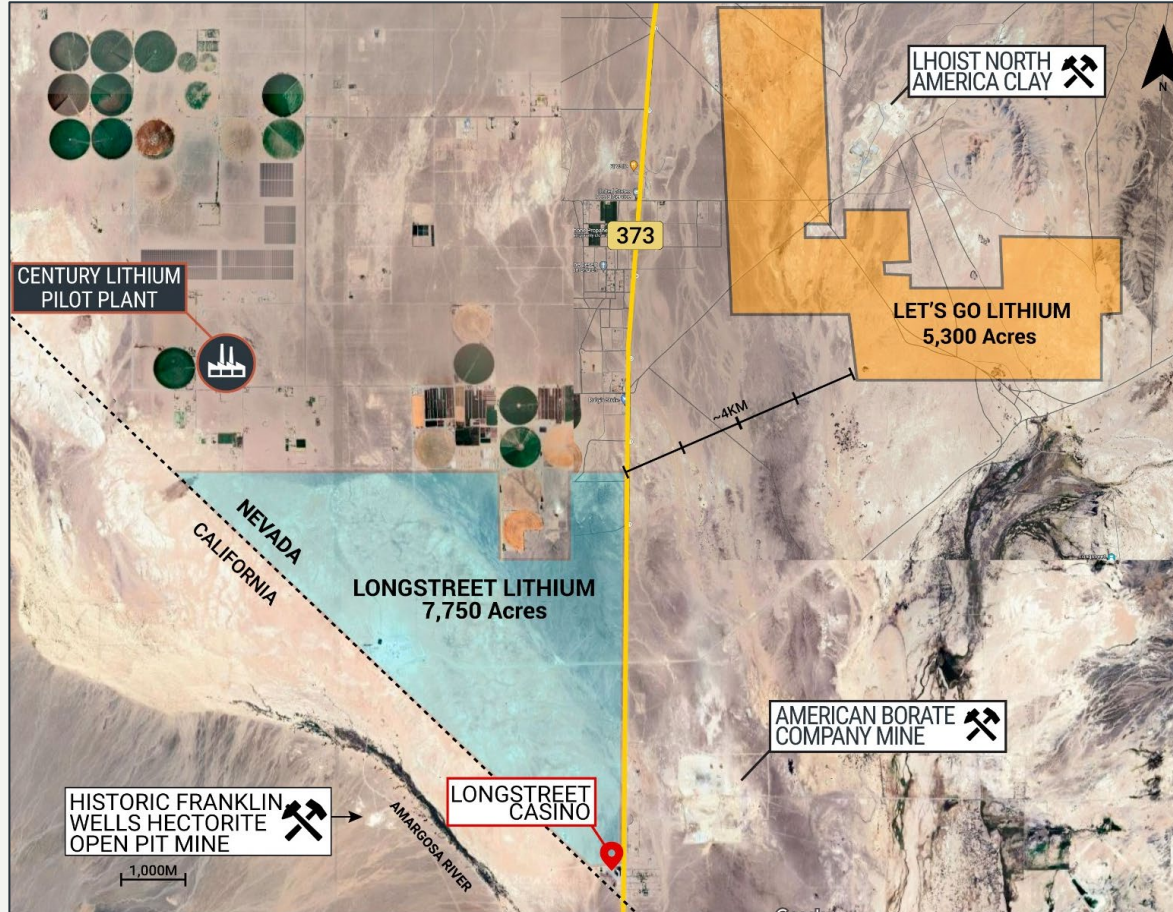 LHOIST NORTH
AMERICA CLAY
N
373
CENTURY LITHIUM
PILOT PLANT
LET'S GO LITHIUM
5,300 Acres
~4KM
NEVADA
CALIFORNIA
LONGSTREET LITHIUM
7,750 Acres
AMERICAN BORATE
COMPANY MINE
LONGSTREET
CASINO
HISTORIC FRANKLIN
WELLS HECTORITE
OPEN PIT MINE
AMARGOSA RIVER
1,000M